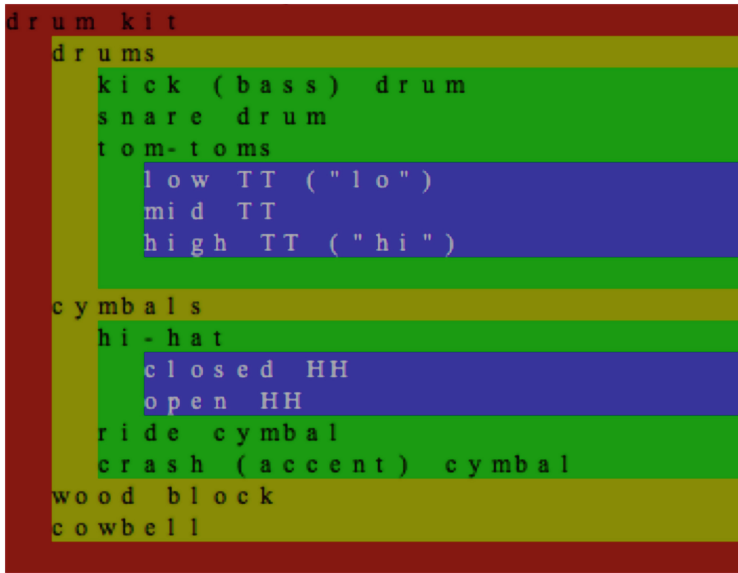 drum kit
drums
kick (bass) drum
snare drum
tom-toms
low TT ("lo")
mid TT
high TT ("hi")
cymbals
hi-hat
closed HH
open HH
ride cymbal
crash (accent) cymbal
wood block
cowbell